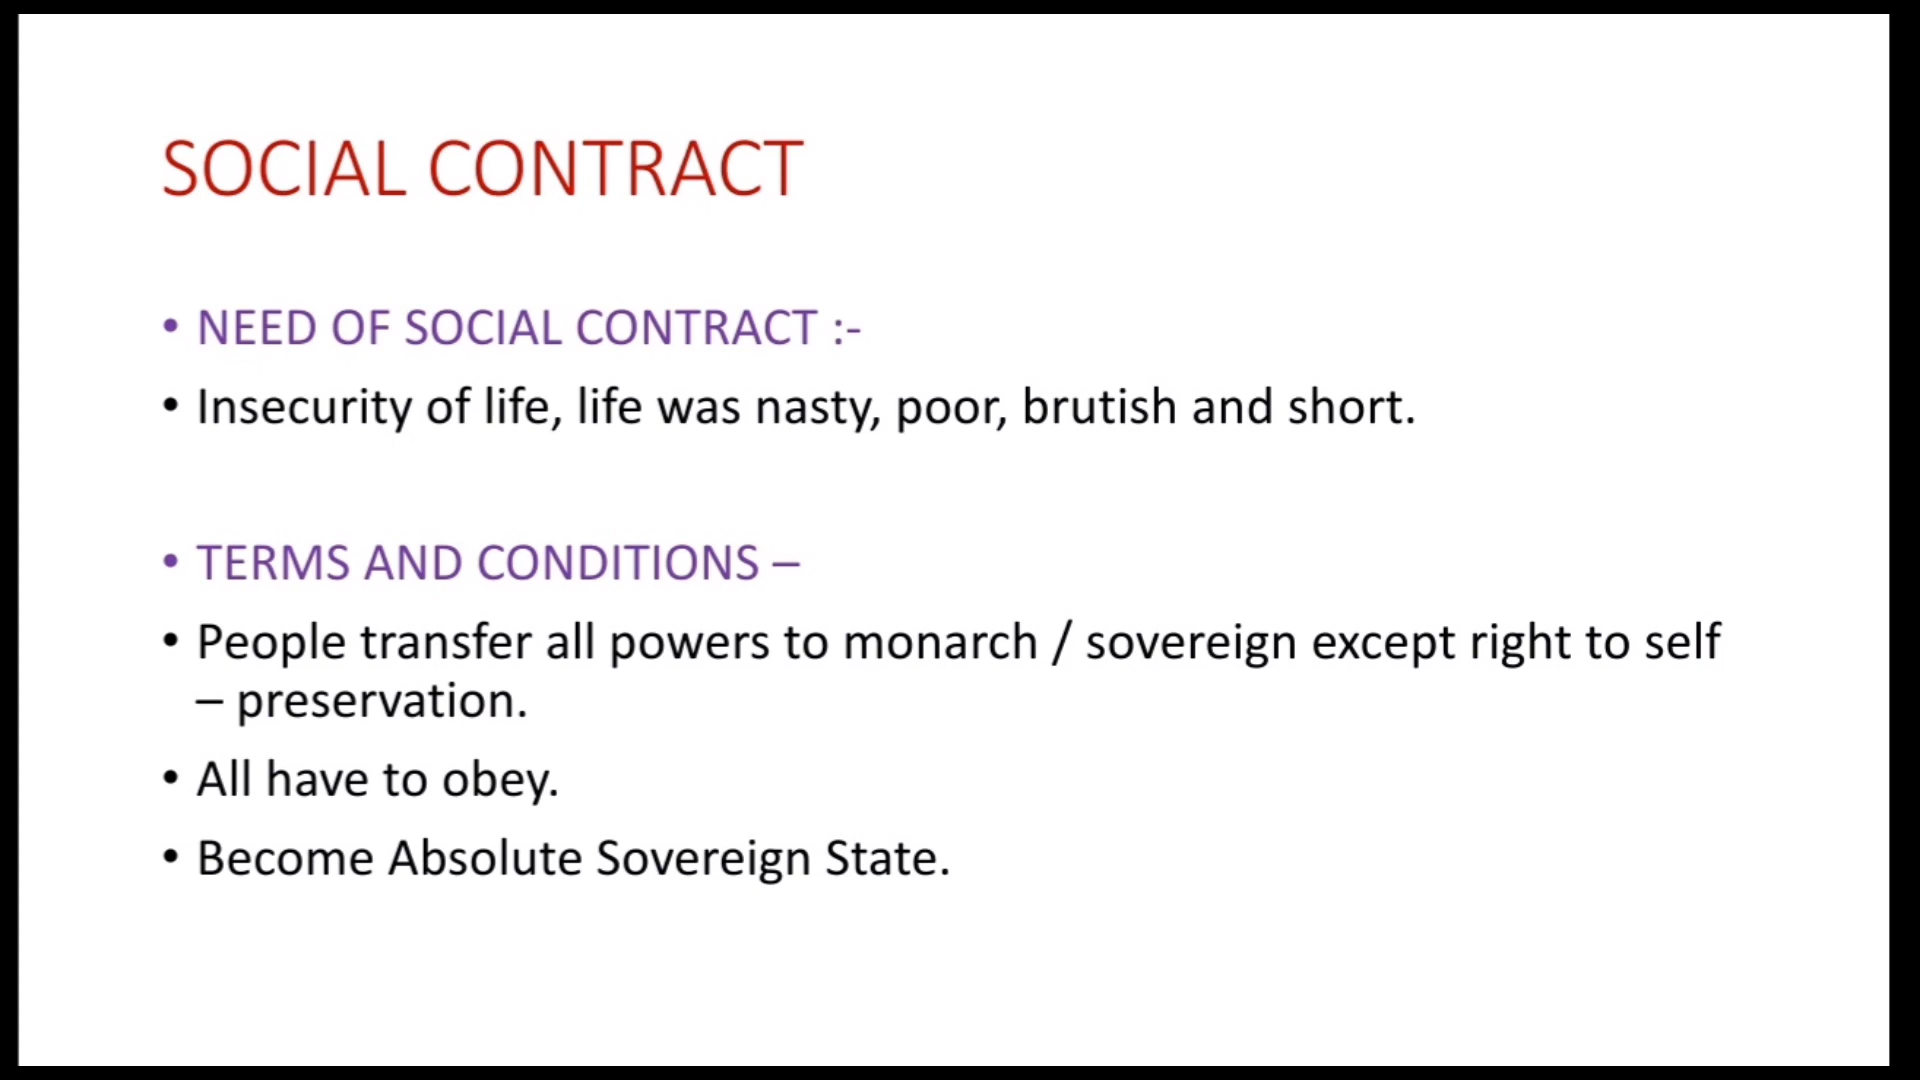 SOCIAL CONTRACT
• NEED OF SOCIAL CONTRACT :-
• Insecurity of life, life was nasty, poor, brutish and short.
• TERMS AND CONDITIONS –
• People transfer all powers to monarch / sovereign except right to self
– preservation.
• All have to obey.
• Become Absolute Sovereign State.